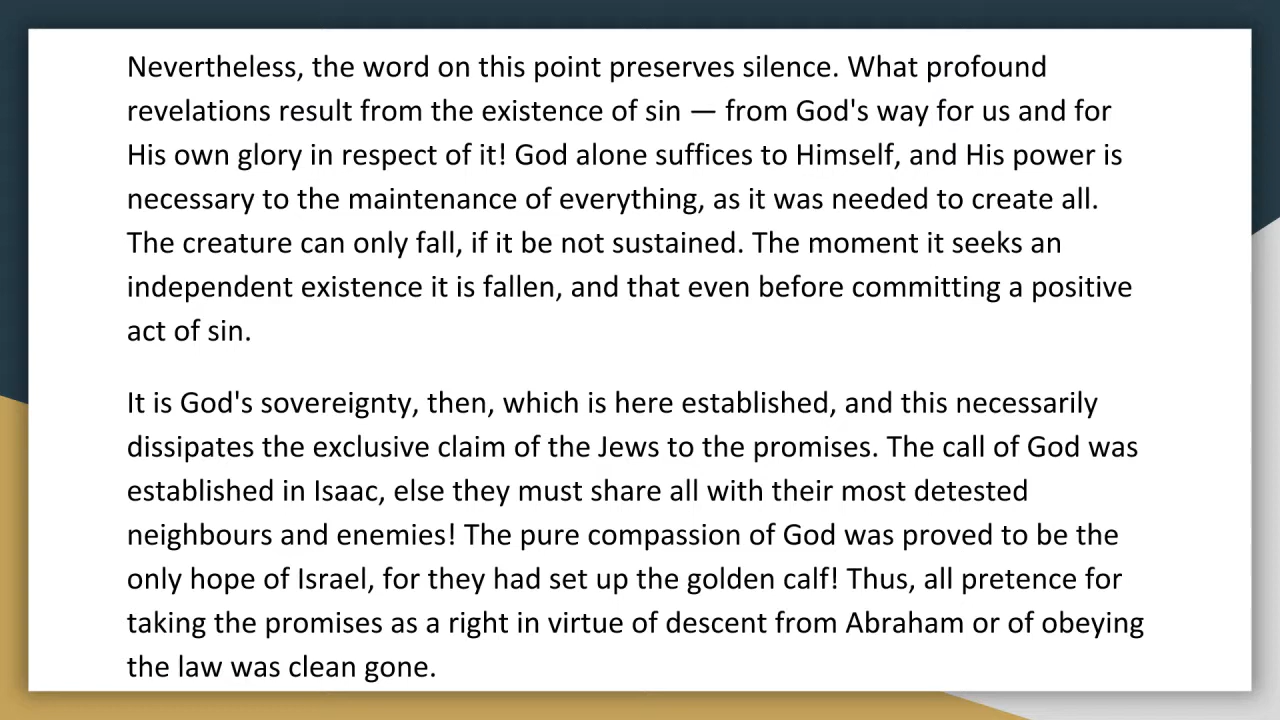 Nevertheless, the word on this point preserves silence. What profound
revelations result from the existence of sin — from God's way for us and for
His own glory in respect of it! God alone suffices to Himself, and His power is
necessary to the maintenance of everything, as it was needed to create all.
The creature can only fall, if it be not sustained. The moment it seeks an
independent existence it is fallen, and that even before committing a positive
act of sin.
It is God's sovereignty, then, which is here established, and this necessarily
dissipates the exclusive claim of the Jews to the promises. The call of God was
established in Isaac, else they must share all with their most detested
neighbours and enemies! The pure compassion of God was proved to be the
only hope of Israel, for they had set up the golden calf! Thus, all pretence for
taking the promises as a right in virtue of descent from Abraham or of obeying
the law was clean gone.